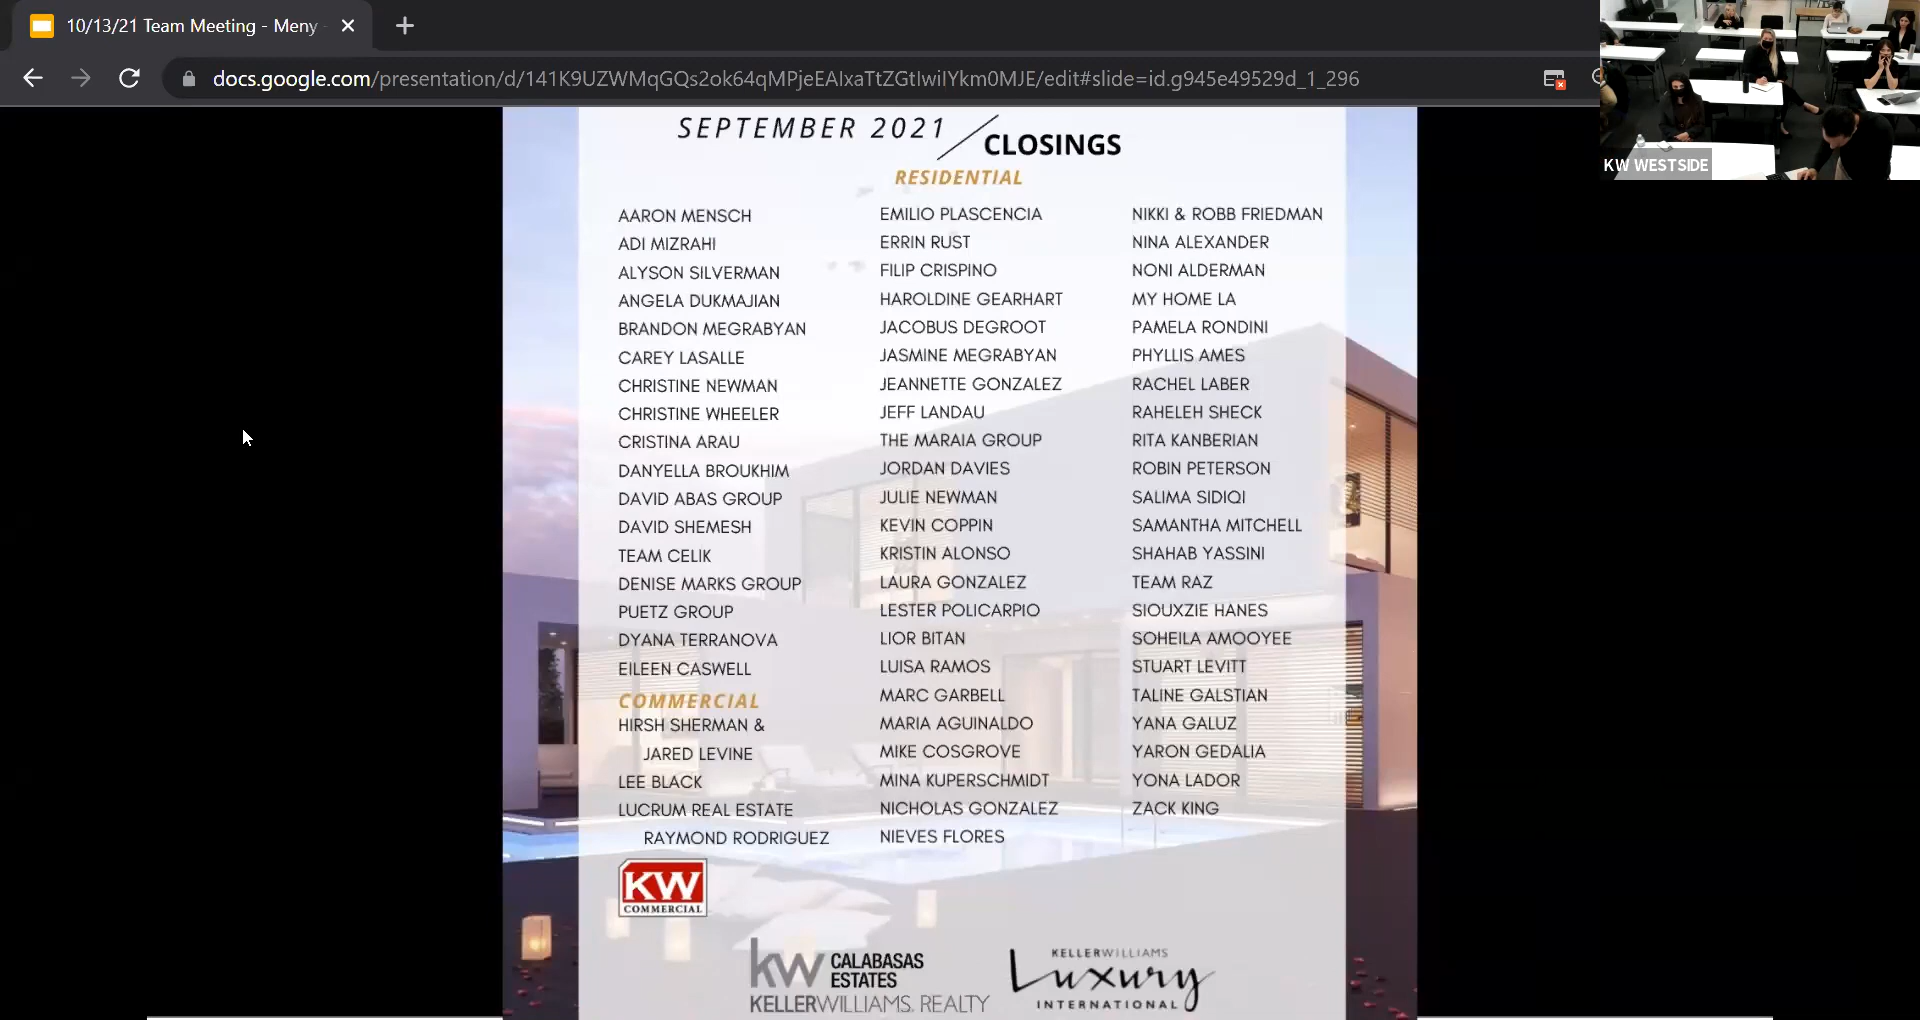 10/13/21 Team Meeting - Meny
docs.google.com/presentation/d/141K9UZWMqGQs2ok64qMPjeEAIxaTtZGtIwiIYkm0MJE/edit#slide=id.g945e49529d_1_296
KW WESTSIDE
SEPTEMBER 2021 / CLOSINGS
RESIDENTIAL
AARON MENSCH
ADI MIZRAHI
ALYSON SILVERMAN
ANGELA DUKMAJIAN
BRANDON MEGRABYAN
CAREY LASALLE
CHRISTINE NEWMAN
CHRISTINE WHEELER
CRISTINA ARAU
DANYELLA BROUKHIM
DAVID ABAS GROUP
DAVID SHEMESH
TEAM CELIK
DENISE MARKS GROUP
PUETZ GROUP
DYANA TERRANOVA
EILEEN CASWELL
COMMERCIAL
HIRSH SHERMAN &
JARED LEVINE
LEE BLACK
LUCRUM REAL ESTATE
RAYMOND RODRIGUEZ
KW
COMMERCIAL
EMILIO PLASCENCIA
ERRIN RUST
FILIP CRISPINO
HAROLDINE GEARHART
JACOBUS DEGROOT
JASMINE MEGRABYAN
JEANNETTE GONZALEZ
JEFF LANDAU
THE MARAIA GROUP
JORDAN DAVIES
JULIE NEWMAN
KEVIN COPPIN
KRISTIN ALONSO
LAURA GONZALEZ
LESTER POLICARPIO
LIOR BITAN
LUISA RAMOS
MARC GARBELL
MARIA AGUINALDO
MIKE COSGROVE
MINA KUPERSCHMIDT
NICHOLAS GONZALEZ
NIEVES FLORES
NIKKI & ROBB FRIEDMAN
NINA ALEXANDER
NONI ALDERMAN
MY HOME LA
PAMELA RONDINI
PHYLLIS AMES
RACHEL LABER
RAHELEH SHECK
RITA KANBERIAN
ROBIN PETERSON
SALIMA SIDIQI
SAMANTHA MITCHELL
SHAHAB YASSINI
TEAM RAZ
SIOUXZIE HANES
SOHEILA AMOOYEE
STUART LEVITT
TALINE GALSTIAN
YANA GALUZ
YARON GEDALIA
YONA LADOR
ZACK KING
kw CALABASAS
ESTATES
KELLERWILLIAMS. REALTY
KELLERWILLIAMS
Luxury
INTERNATIONAL